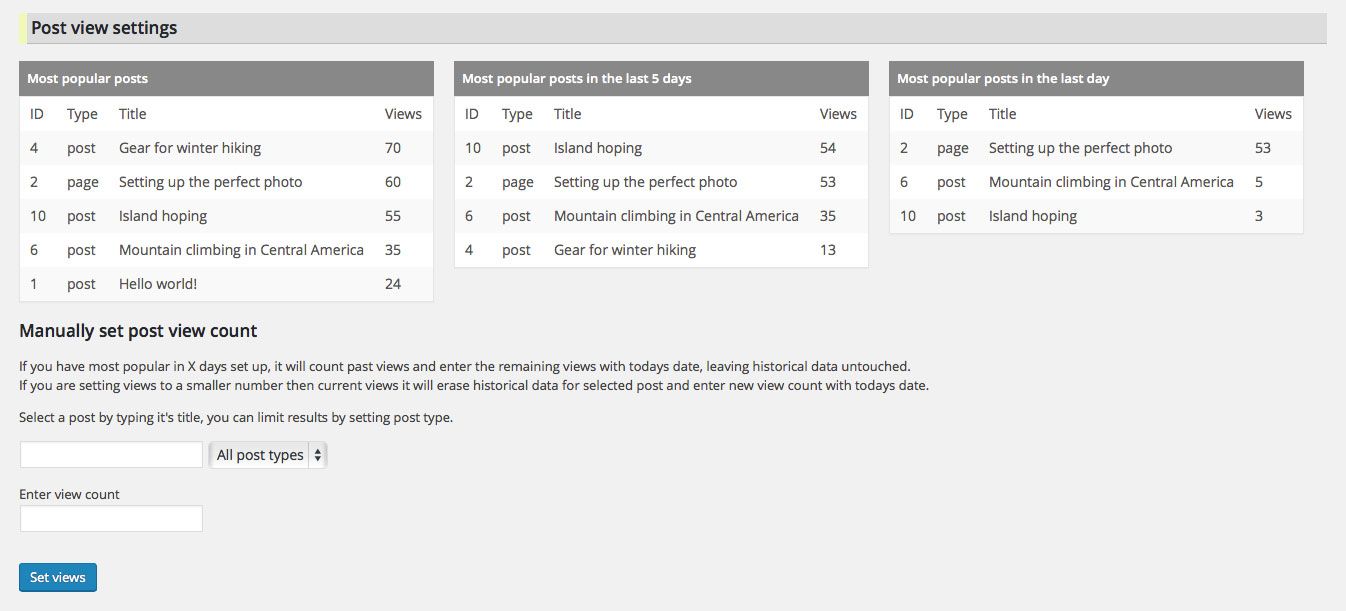 Post view settings
Most popular posts
ID Type Title Views
4 post Gear for winter hiking 70
2 page Setting up the perfect photo 60
10 post Island hoping 55
6 post Mountain climbing in Central America 35
1 post Hello world! 24
Most popular posts in the last 5 days
ID Type Title Views
10 post Island hoping 54
2 page Setting up the perfect photo 53
6 post Mountain climbing in Central America 35
4 post Gear for winter hiking 13
Most popular posts in the last day
ID Type Title Views
2 page Setting up the perfect photo 53
6 post Mountain climbing in Central America 5
10 post Island hoping 3
Manually set post view count
If you have most popular in X days set up, it will count past views and enter the remaining views with todays date, leaving historical data untouched.
If you are setting views to a smaller number then current views it will erase historical data for selected post and enter new view count with todays date.
Select a post by typing it's title, you can limit results by setting post type.
All post types
Enter view count
Set views